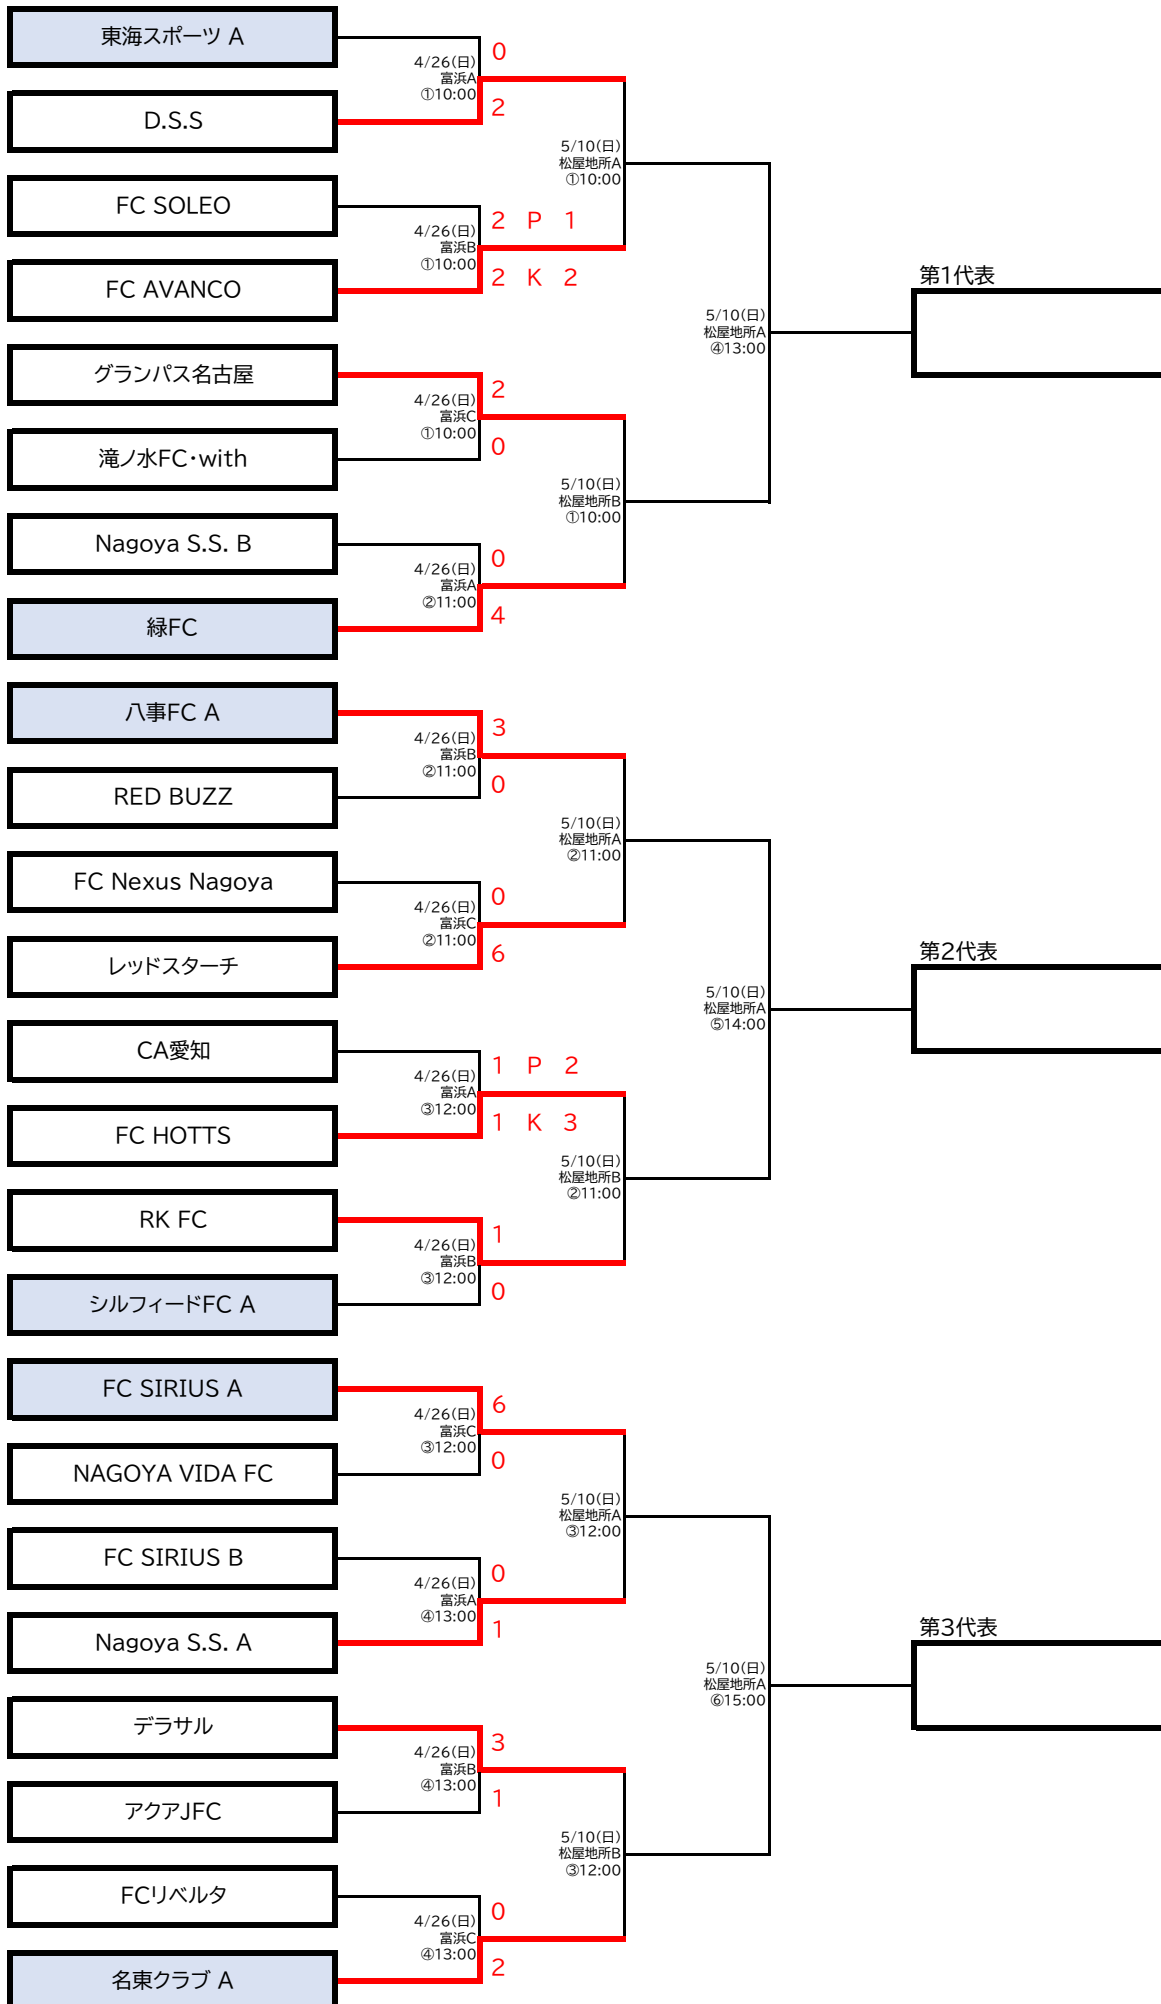 東海スポーツ A
0
4/26(日)
富浜A
①10:00
2
D.S.S
5/10(日)
松屋地所A
①10:00
FC SOLEO
2 P 1
4/26(日)
富浜B
①10:00
2 K 2
FC AVANCO
第1代表
5/10(日)
松屋地所A
④13:00
グランパス名古屋
2
4/26(日)
富浜C
①10:00
0
滝ノ水FC・with
5/10(日)
松屋地所B
①10:00
Nagoya S.S. B
0
4/26(日)
富浜A
②11:00
4
緑FC
八事FC A
3
4/26(日)
富浜B
②11:00
0
RED BUZZ
5/10(日)
松屋地所A
②11:00
FC Nexus Nagoya
0
4/26(日)
富浜C
②11:00
6
レッドスターチ
第2代表
5/10(日)
松屋地所A
⑤14:00
CA愛知
1 P 2
4/26(日)
富浜A
③12:00
1 K 3
FC HOTTS
5/10(日)
松屋地所B
②11:00
RK FC
1
4/26(日)
富浜B
③12:00
0
シルフィードFC A
FC SIRIUS A
6
4/26(日)
富浜C
③12:00
0
NAGOYA VIDA FC
5/10(日)
松屋地所A
③12:00
FC SIRIUS B
0
4/26(日)
富浜A
④13:00
1
Nagoya S.S. A
第3代表
5/10(日)
松屋地所A
⑥15:00
デラサル
3
4/26(日)
富浜B
④13:00
1
アクアJFC
5/10(日)
松屋地所B
③12:00
FCリベルタ
0
4/26(日)
富浜C
④13:00
2
名東クラブ A